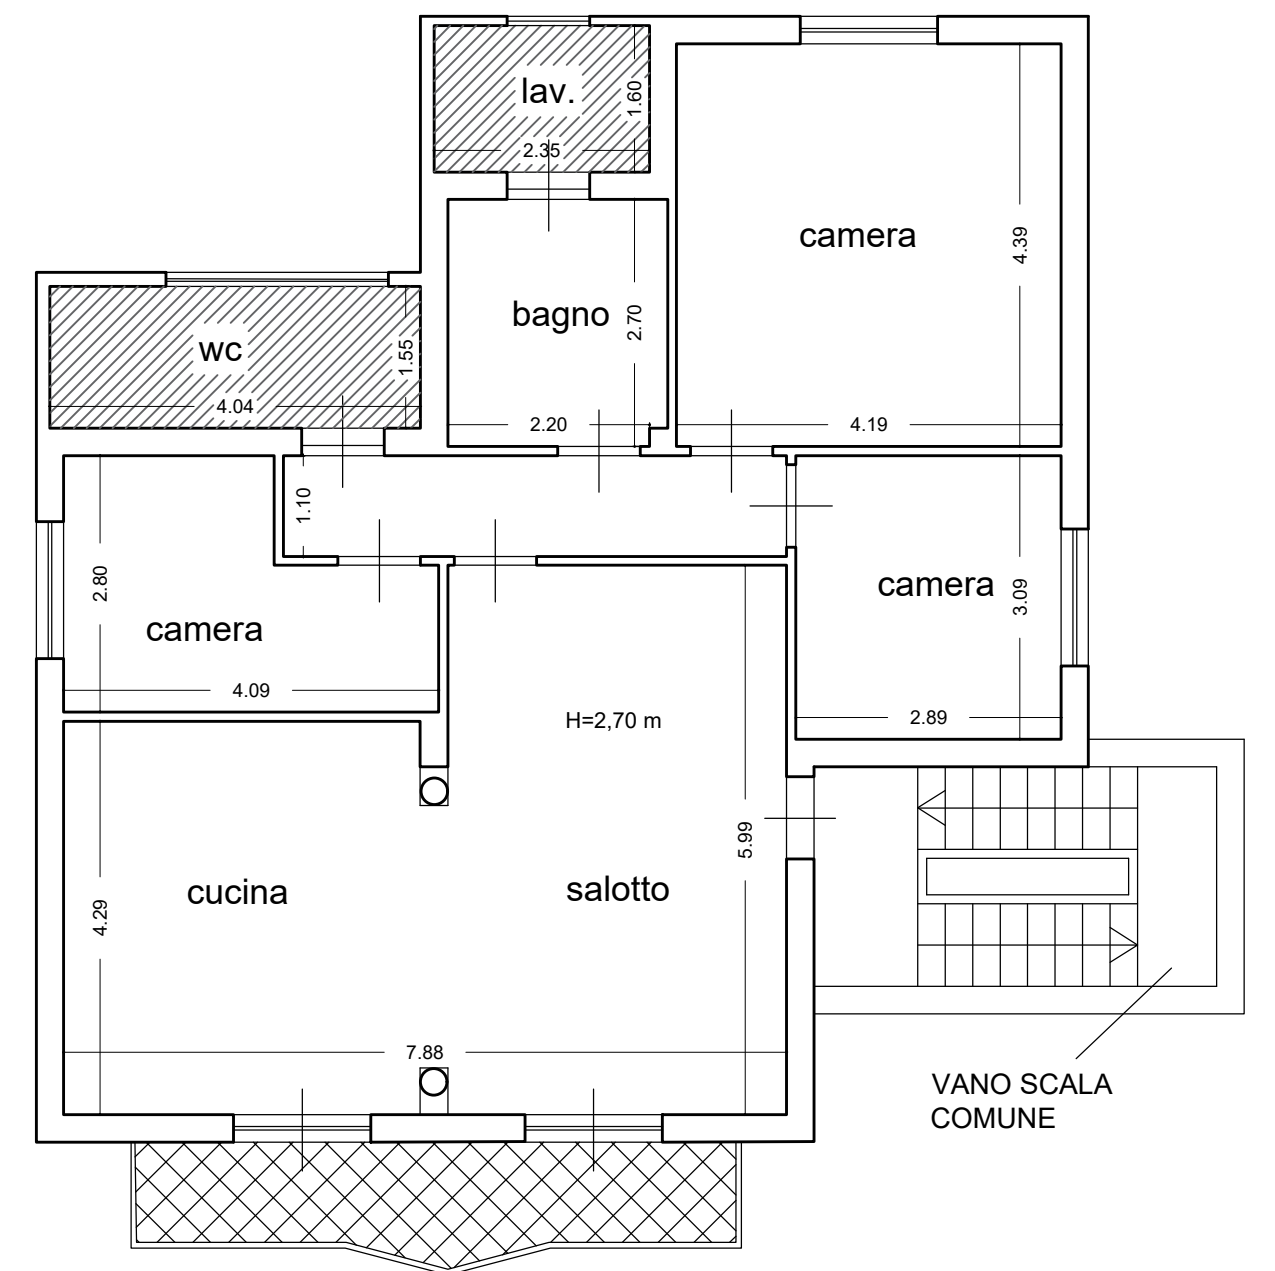 lav.
1.60
2.35
camera
4.39
bagno
2.70
wc
1.55
4.04
2.20
4.19
1.10
2.80
camera
3.09
camera
4.09
H=2,70 m
2.89
5.99
cucina
salotto
4.29
7.88
VANO SCALA
COMUNE